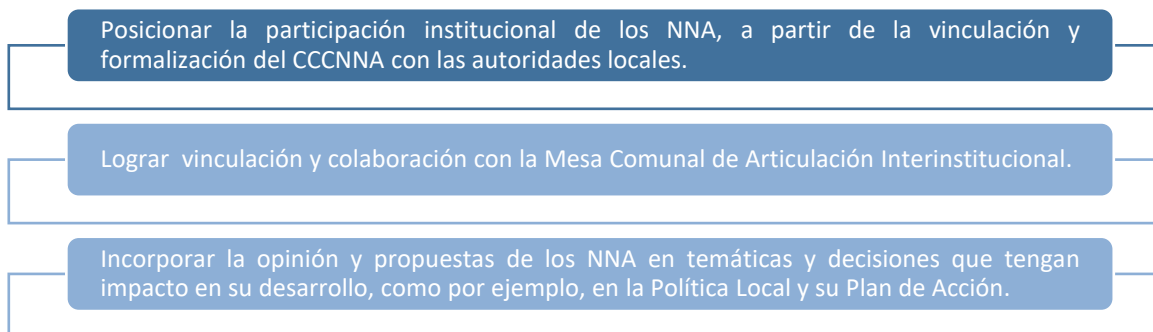 Posicionar la participación institucional de los NNA, a partir de la vinculación y
formalización del CCCNNA con las autoridades locales.
Lograr vinculación y colaboración con la Mesa Comunal de Articulación Interinstitucional.
Incorporar la opinión y propuestas de los NNA en temáticas y decisiones que tengan
impacto en su desarrollo, como por ejemplo, en la Política Local y su Plan de Acción.